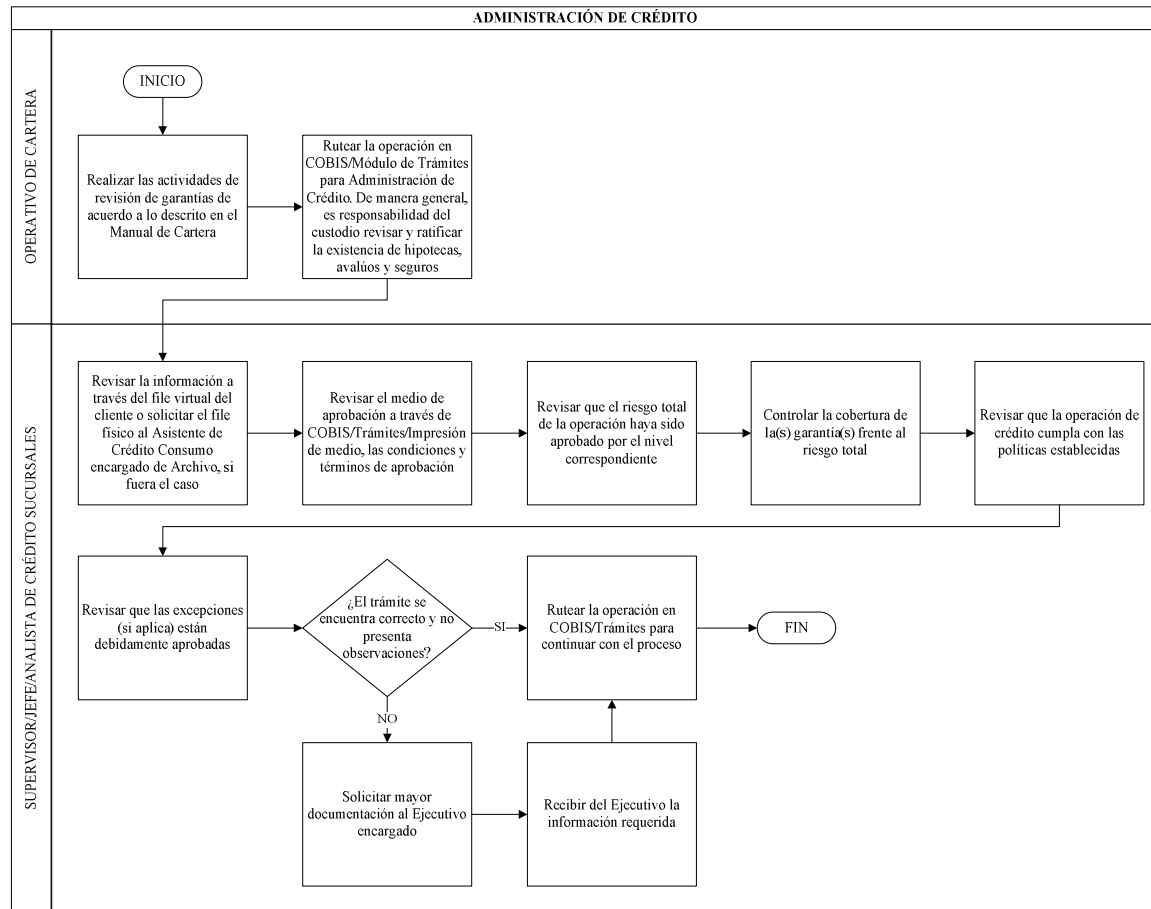 ADMINISTRACIÓN DE CRÉDITO
OPERATIVO DE CARTERA
INICIO
Realizar las actividades de
revisión de garantías de
acuerdo a lo descrito en el
Manual de Cartera
Rutear la operación en
COBIS/Módulo de Trámites
para Administración de
Crédito. De manera general,
es responsabilidad del
custodio revisar y ratificar
la existencia de hipotecas,
avalúos y seguros
SUPERVISOR/JEFE/ANALISTA DE CRÉDITO SUCURSALES
Revisar la información a
través del file virtual del
cliente o solicitar el file
físico al Asistente de
Crédito Consumo
encargado de Archivo, si
fuera el caso
Revisar el medio de
aprobación a través de
COBIS/Trámites/Impresión
de medio, las condiciones y
términos de aprobación
Revisar que el riesgo total
de la operación haya sido
aprobado por el nivel
correspondiente
Controlar la cobertura de
la(s) garantía(s) frente al
riesgo total
Revisar que la operación de
crédito cumpla con las
políticas establecidas
Revisar que las excepciones
(si aplica) están
debidamente aprobadas
¿El trámite se
encuentra correcto y no
presenta
observaciones?
SI
Rutear la operación en
COBIS/Trámites para
continuar con el proceso
FIN
NO
Solicitar mayor
documentación al Ejecutivo
encargado
Recibir del Ejecutivo la
información requerida